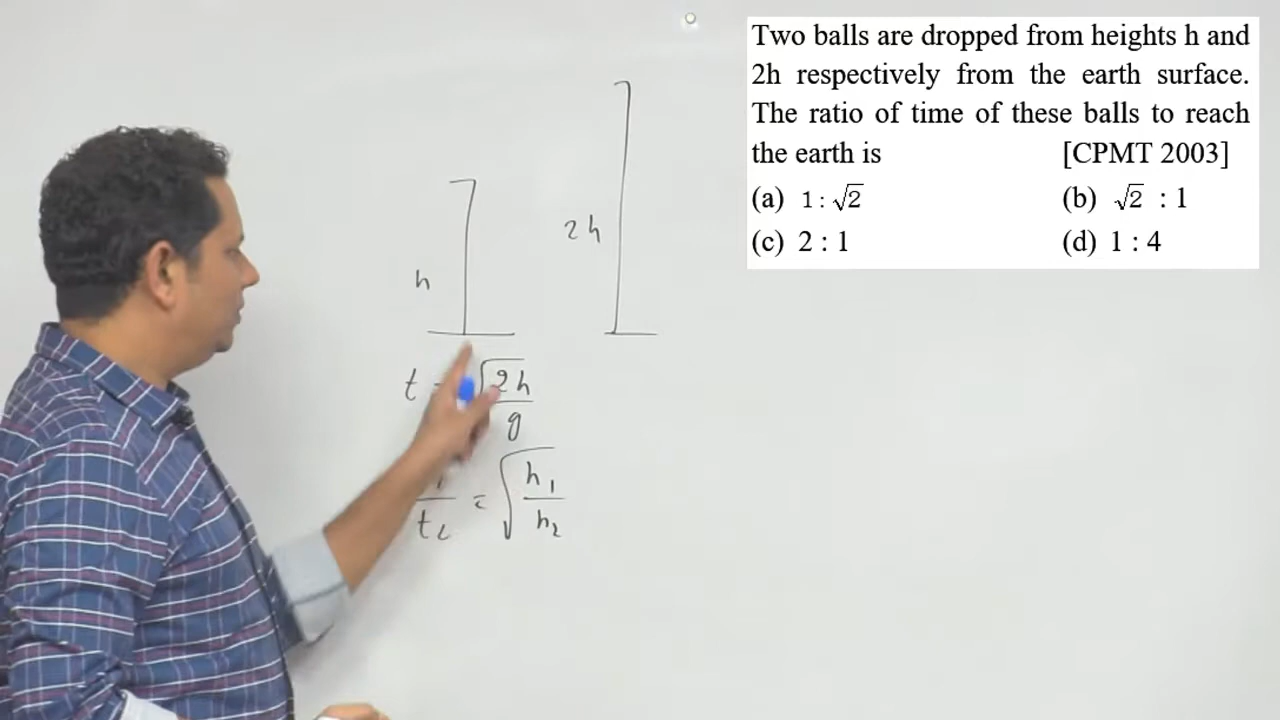 Two balls are dropped from heights h and
2h respectively from the earth surface.
The ratio of time of these balls to reach
the earth is [CPMT 2003]
(a) 1 : √2 (b) √2 : 1
(c) 2 : 1 (d) 1 : 4
h
2h
t = √2h/g
/t2 = √h1/h2